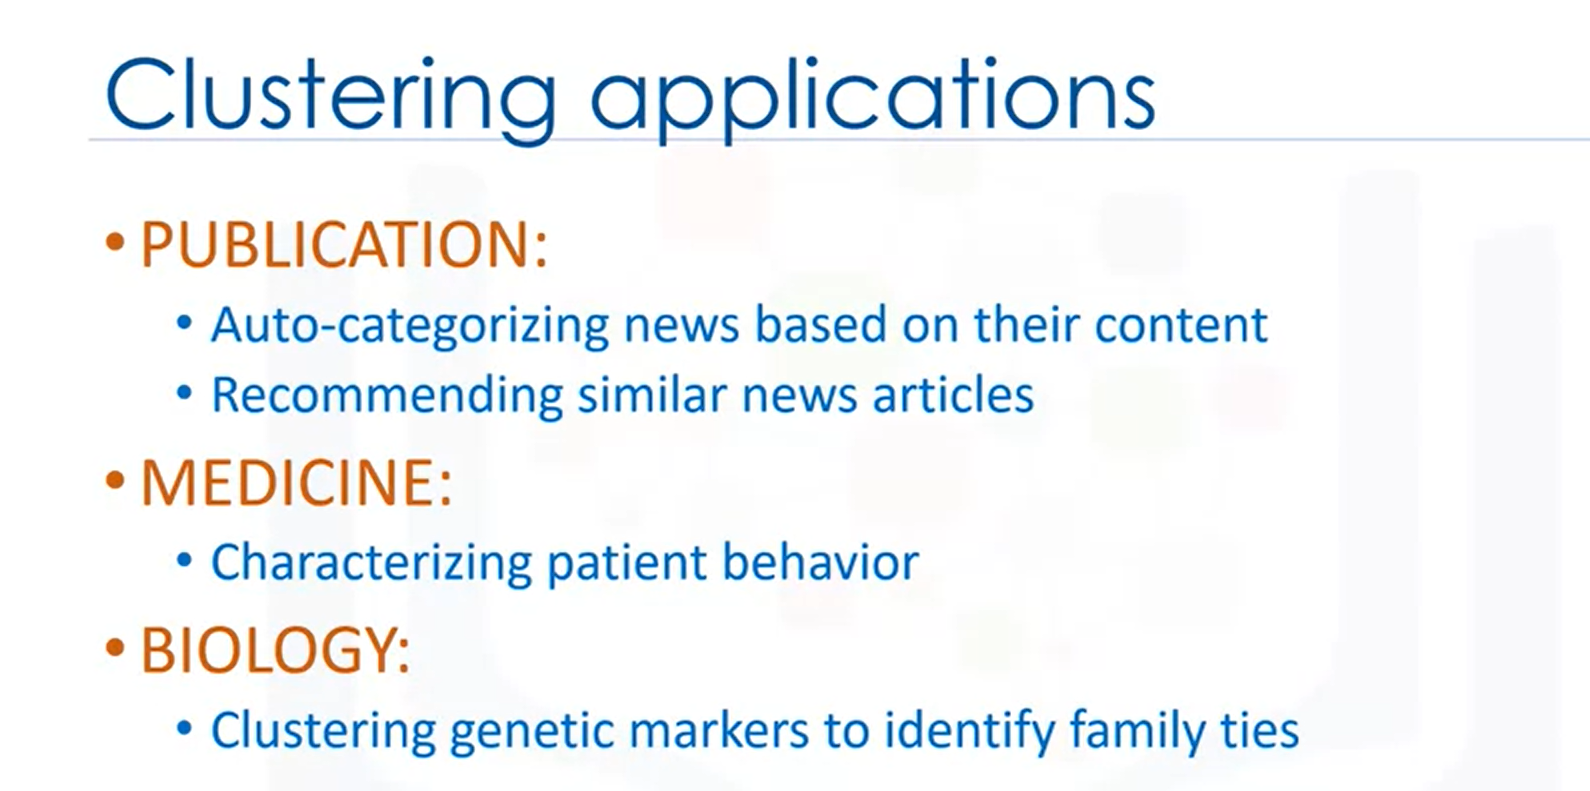 Clustering applications
• PUBLICATION:
• Auto-categorizing news based on their content
• Recommending similar news articles
• MEDICINE:
• Characterizing patient behavior
• BIOLOGY:
• Clustering genetic markers to identify family ties